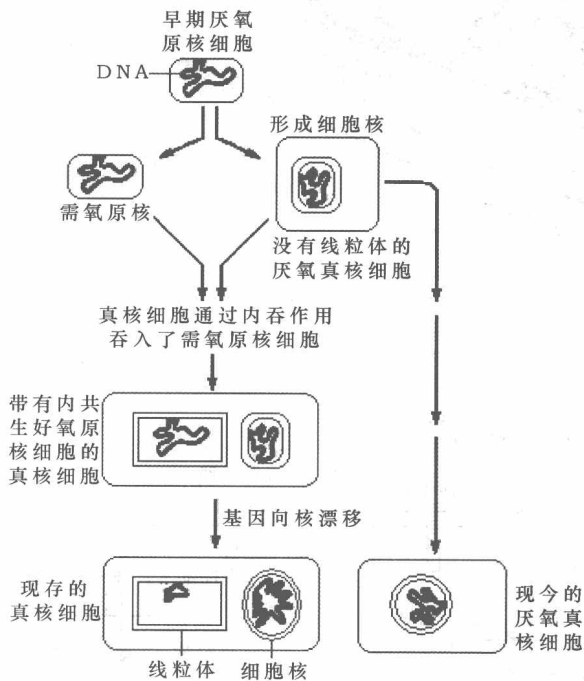 早期厌氧
原核细胞
DNA
形成细胞核
需氧原核
没有线粒体的
厌氧真核细胞
真核细胞通过内吞作用
吞入了需氧原核细胞
带有内共
生好氧原
核细胞的
真核细胞
基因向核漂移
现存的
真核细胞
线粒体
细胞核
现今的
厌氧真
核细胞